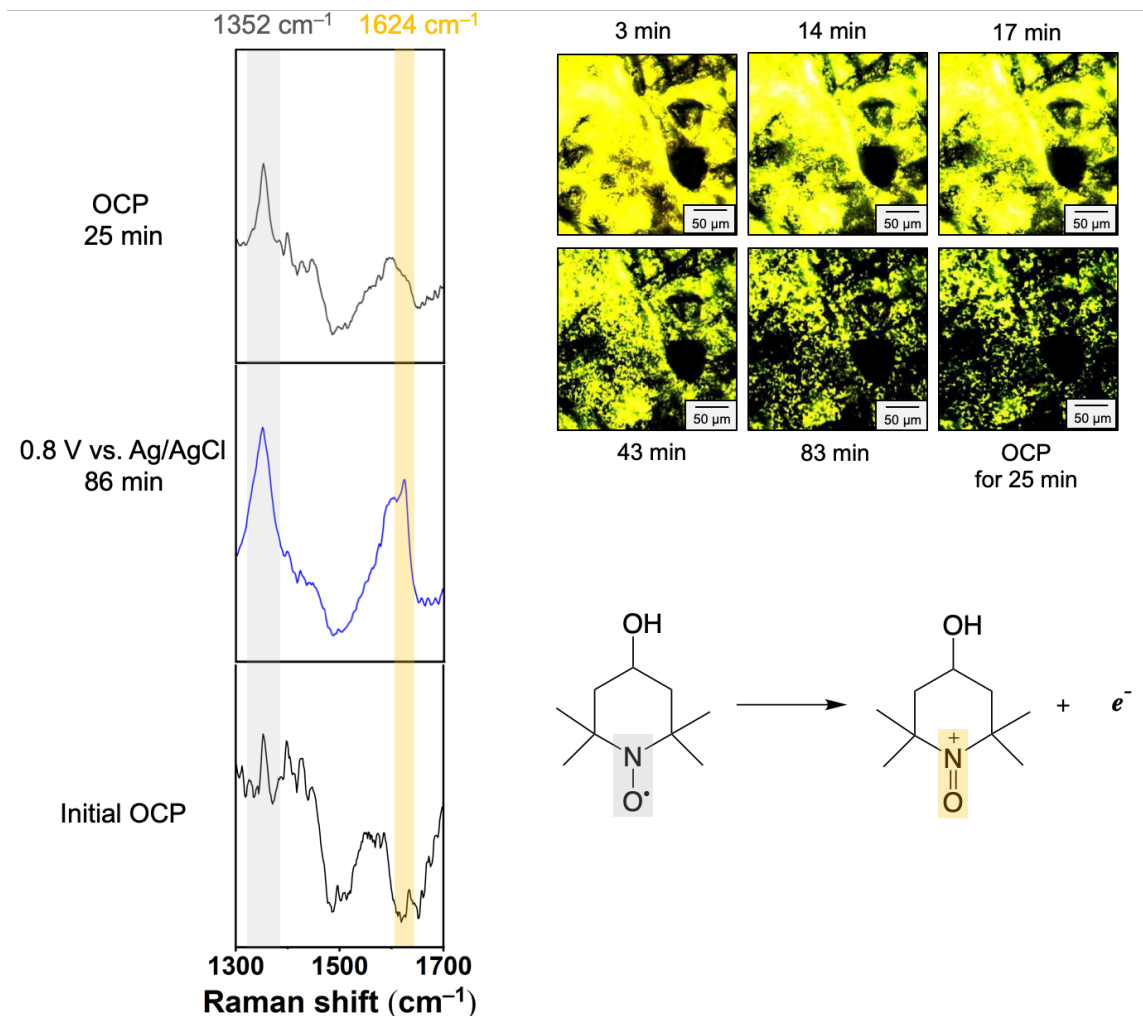 1352 cm⁻¹
1624 cm⁻¹
OCP
25 min
0.8 V vs. Ag/AgCl
86 min
Initial OCP
1300
1500
1700
Raman shift (cm⁻¹)
3 min
14 min
17 min
50 µm
50 µm
50 µm
50 µm
50 µm
50 µm
43 min
83 min
OCP
for 25 min
OH
N
O•
OH
+
N
O
+
e⁻